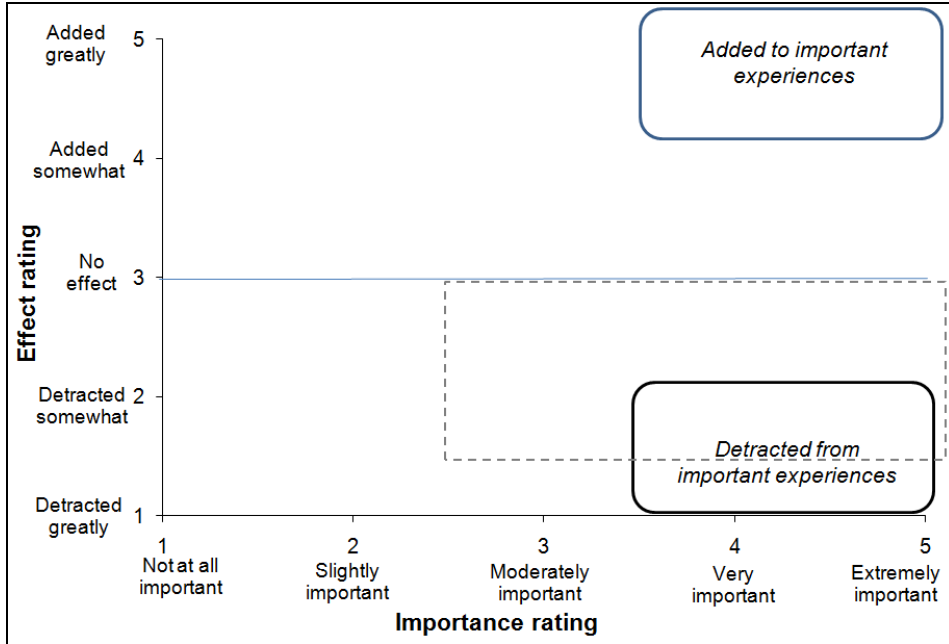 Added
greatly
5
Added to important
experiences
Added
somewhat
4
Effect rating
No
effect
3
Detracted
somewhat
2
Detracted from
important experiences
Detracted
greatly
1
1
2
3
4
5
Not at all
important
Slightly
important
Moderately
important
Very
important
Extremely
important
Importance rating